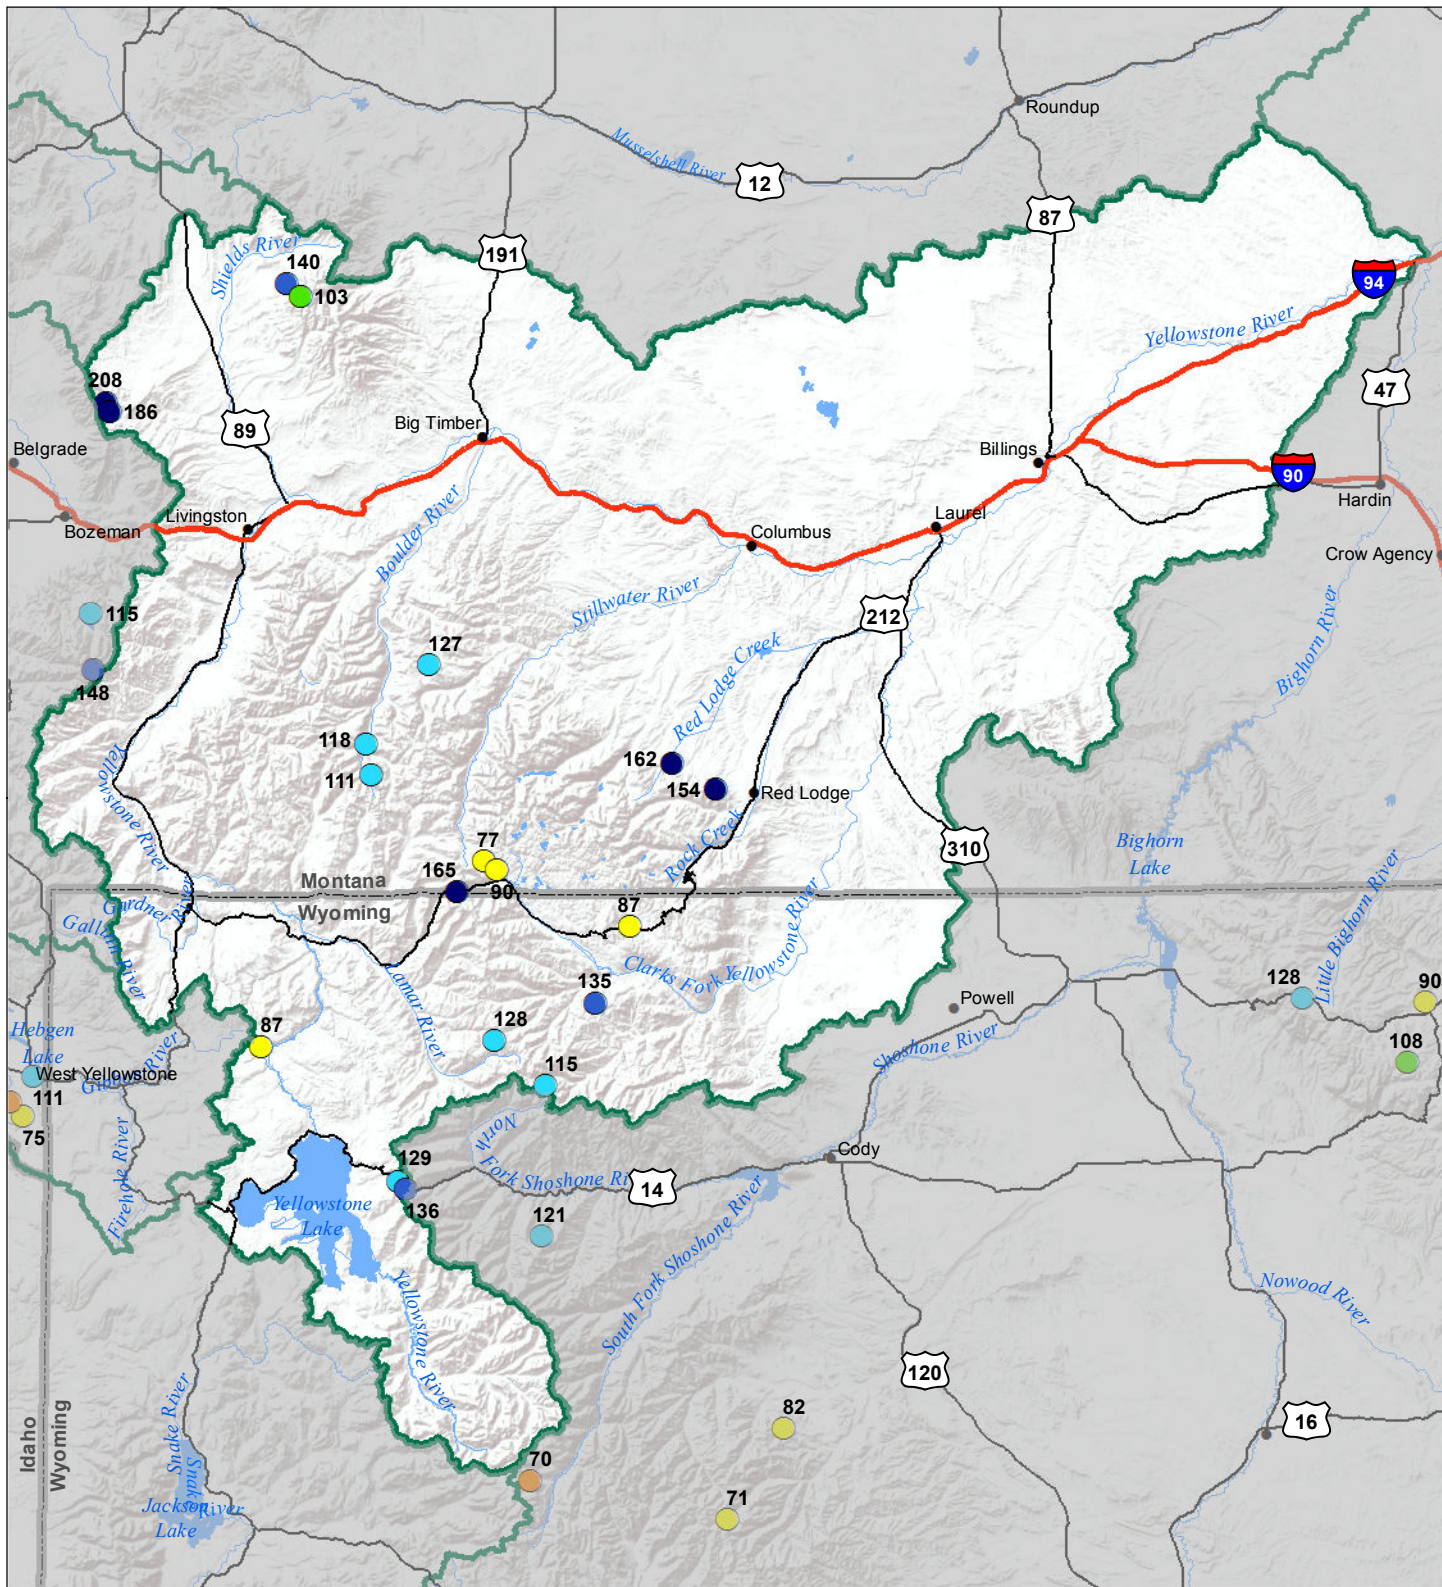 Roundup
Musselshell River
12
87
191
Shields River
140
103
94
Yellowstone River
47
208
186
89
Big Timber
Belgrade
Billings
90
Hardin
Livingston
Bozeman
Laurel
Columbus
Crow Agency
Boulder River
Stillwater River
115
212
127
Red Lodge Creek
Bighorn River
148
118
162
111
154
Red Lodge
Yellowstone River
Rock Creek
77
310
Bighorn
Lake
165
90
Montana
Wyoming
Gardner River
Gallatin River
87
Clarks Fork Yellowstone River
Little Bighorn River
Lamar River
135
128
90
Powell
128
87
Hebgen
Lake
Shoshone River
108
West Yellowstone
Gibbon River
111
75
115
North
Fork Shoshone Ri
Cody
129
14
136
Firehole River
Yellowstone
Lake
121
South Fork Shoshone River
Nowood River
Yellowstone River
120
82
16
Snake River
Idaho
Wyoming
70
71
Snake River
Jackson
Lake